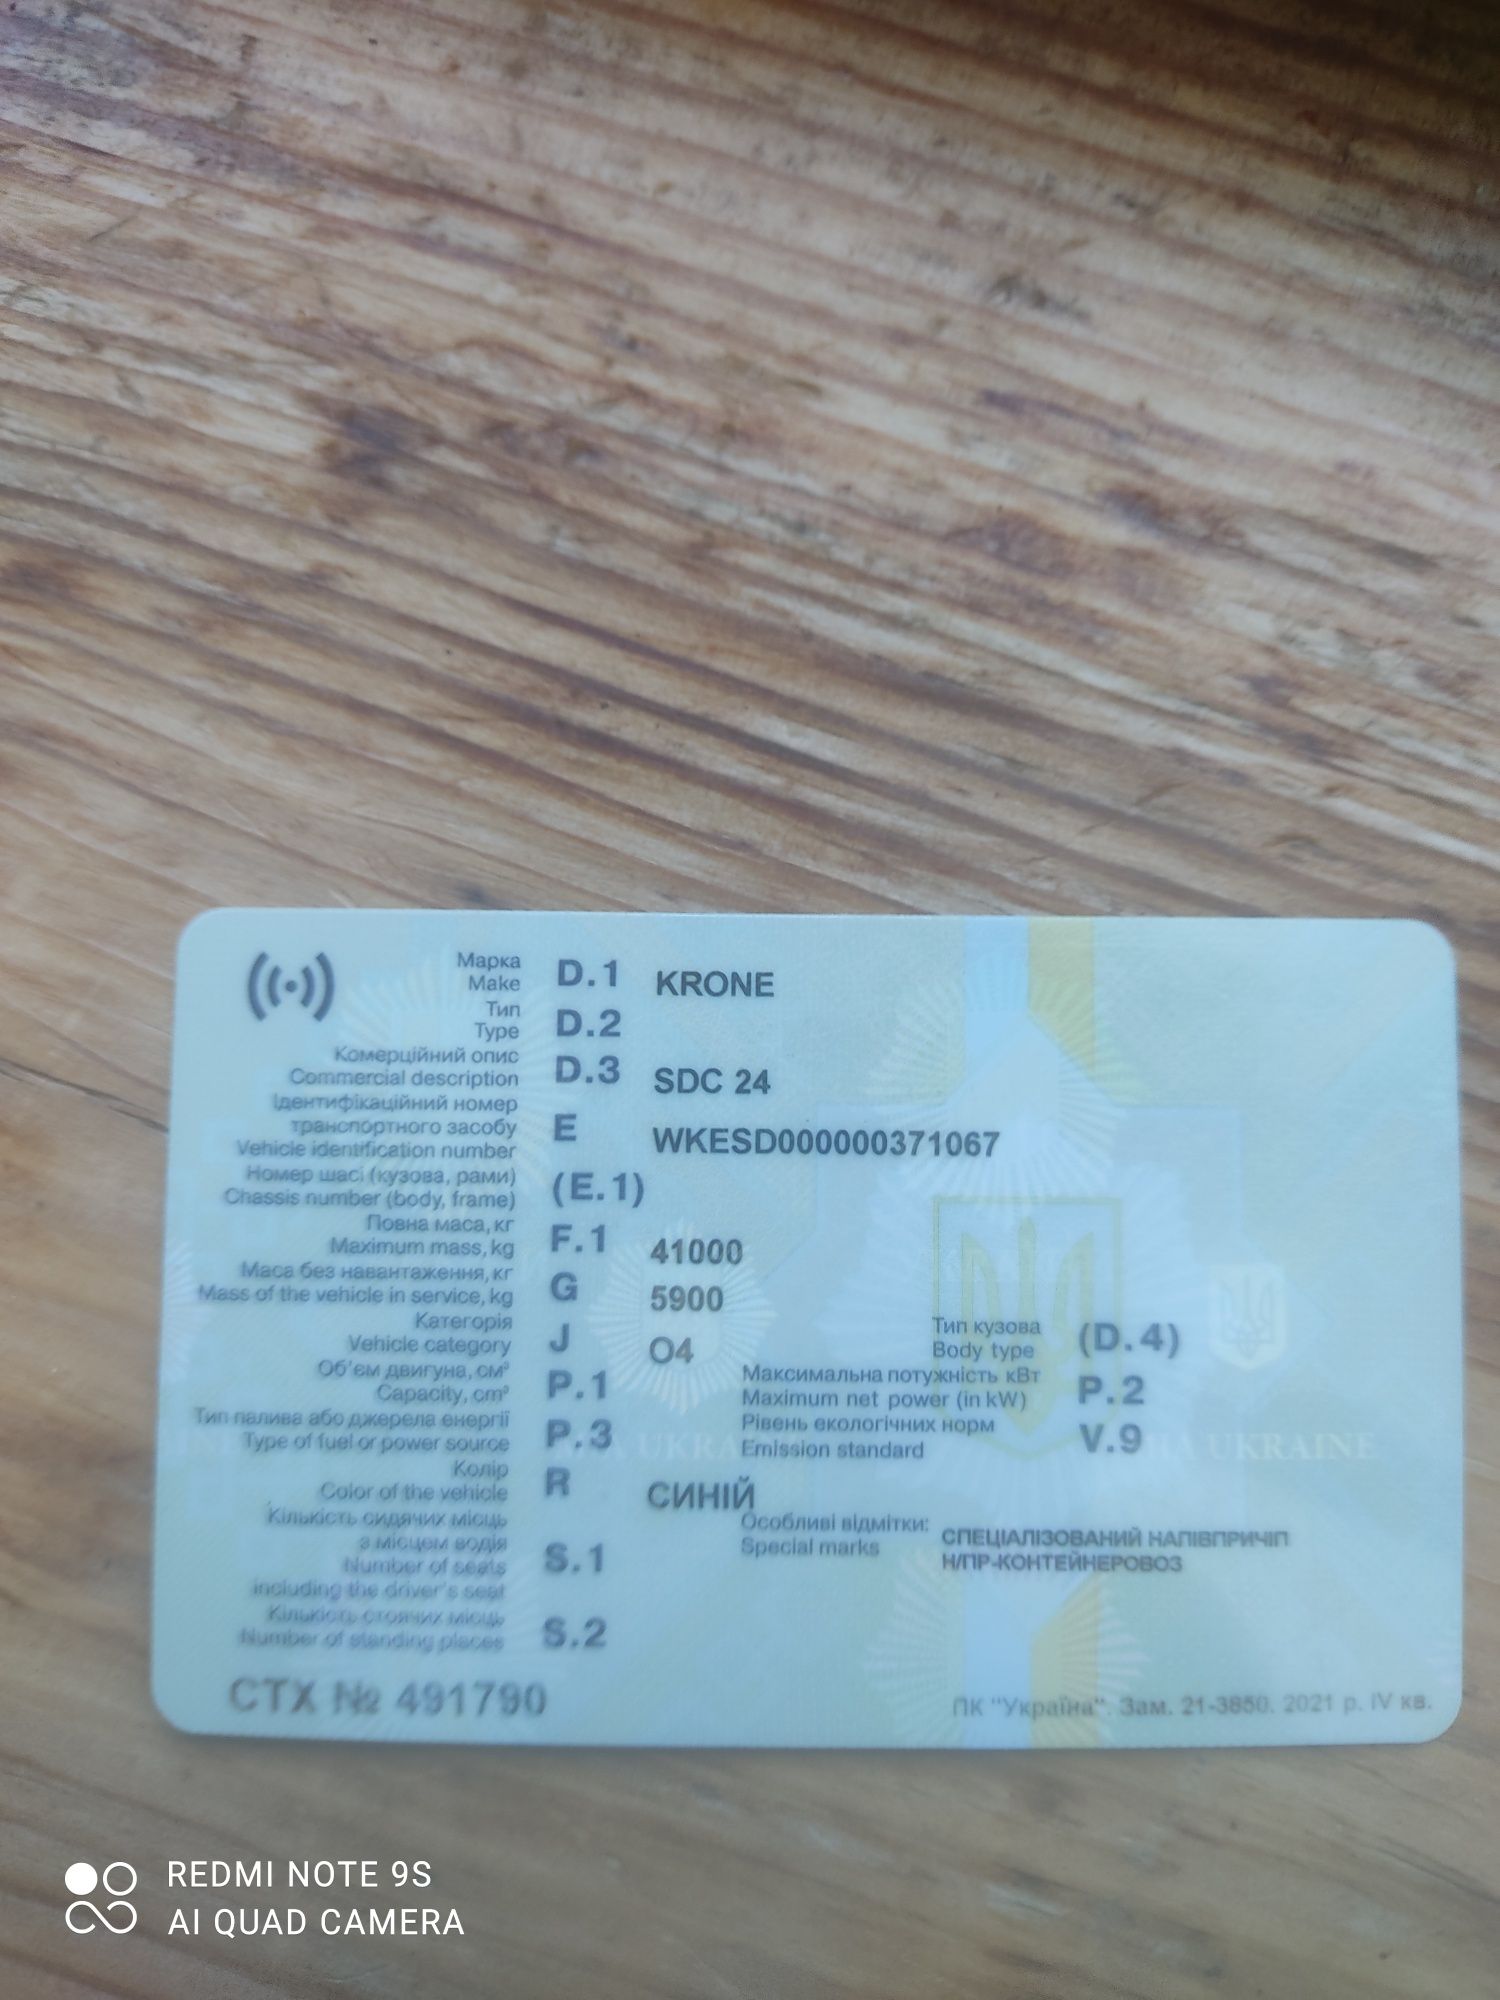 Марка
Make D.1 KRONE
Тип
Type D.2
Комерційний опис
Commercial description D.3 SDC 24
Ідентифікаційний номер
транспортного засобу
Vehicle identification number E WKESD000000371067
Номер шасі (кузова, рами)
Chassis number (body, frame) (E.1)
Повна маса, кг
Maximum mass, kg F.1 41000
Маса без навантаження, кг
Mass of the vehicle in service, kg G 5900
Категорія
Vehicle category J O4
Тип кузова
Body type (D.4)
Об'єм двигуна, см³
Capacity, cm³ P.1
Максимальна потужність кВт
Maximum net power (in kW) P.2
Тип палива або джерела енергії
Type of fuel or power source P.3
Рівень екологічних норм
Emission standard V.9
UKRAINE
Колір
Color of the vehicle R СИНІЙ
Кількість сидячих місць
з місцем водія
Number of seats
including the driver's seat S.1
Особливі відмітки:
Special marks
СПЕЦІАЛІЗОВАНИЙ НАПІВПРИЧІП
Н/ПР-КОНТЕЙНЕРОВОЗ
Кількість стоячих місць
Number of standing places S.2
СТХ № 491790
ПК "Україна". Зам. 21-3850. 2021 р. IV кв.
REDMI NOTE 9S
AI QUAD CAMERA